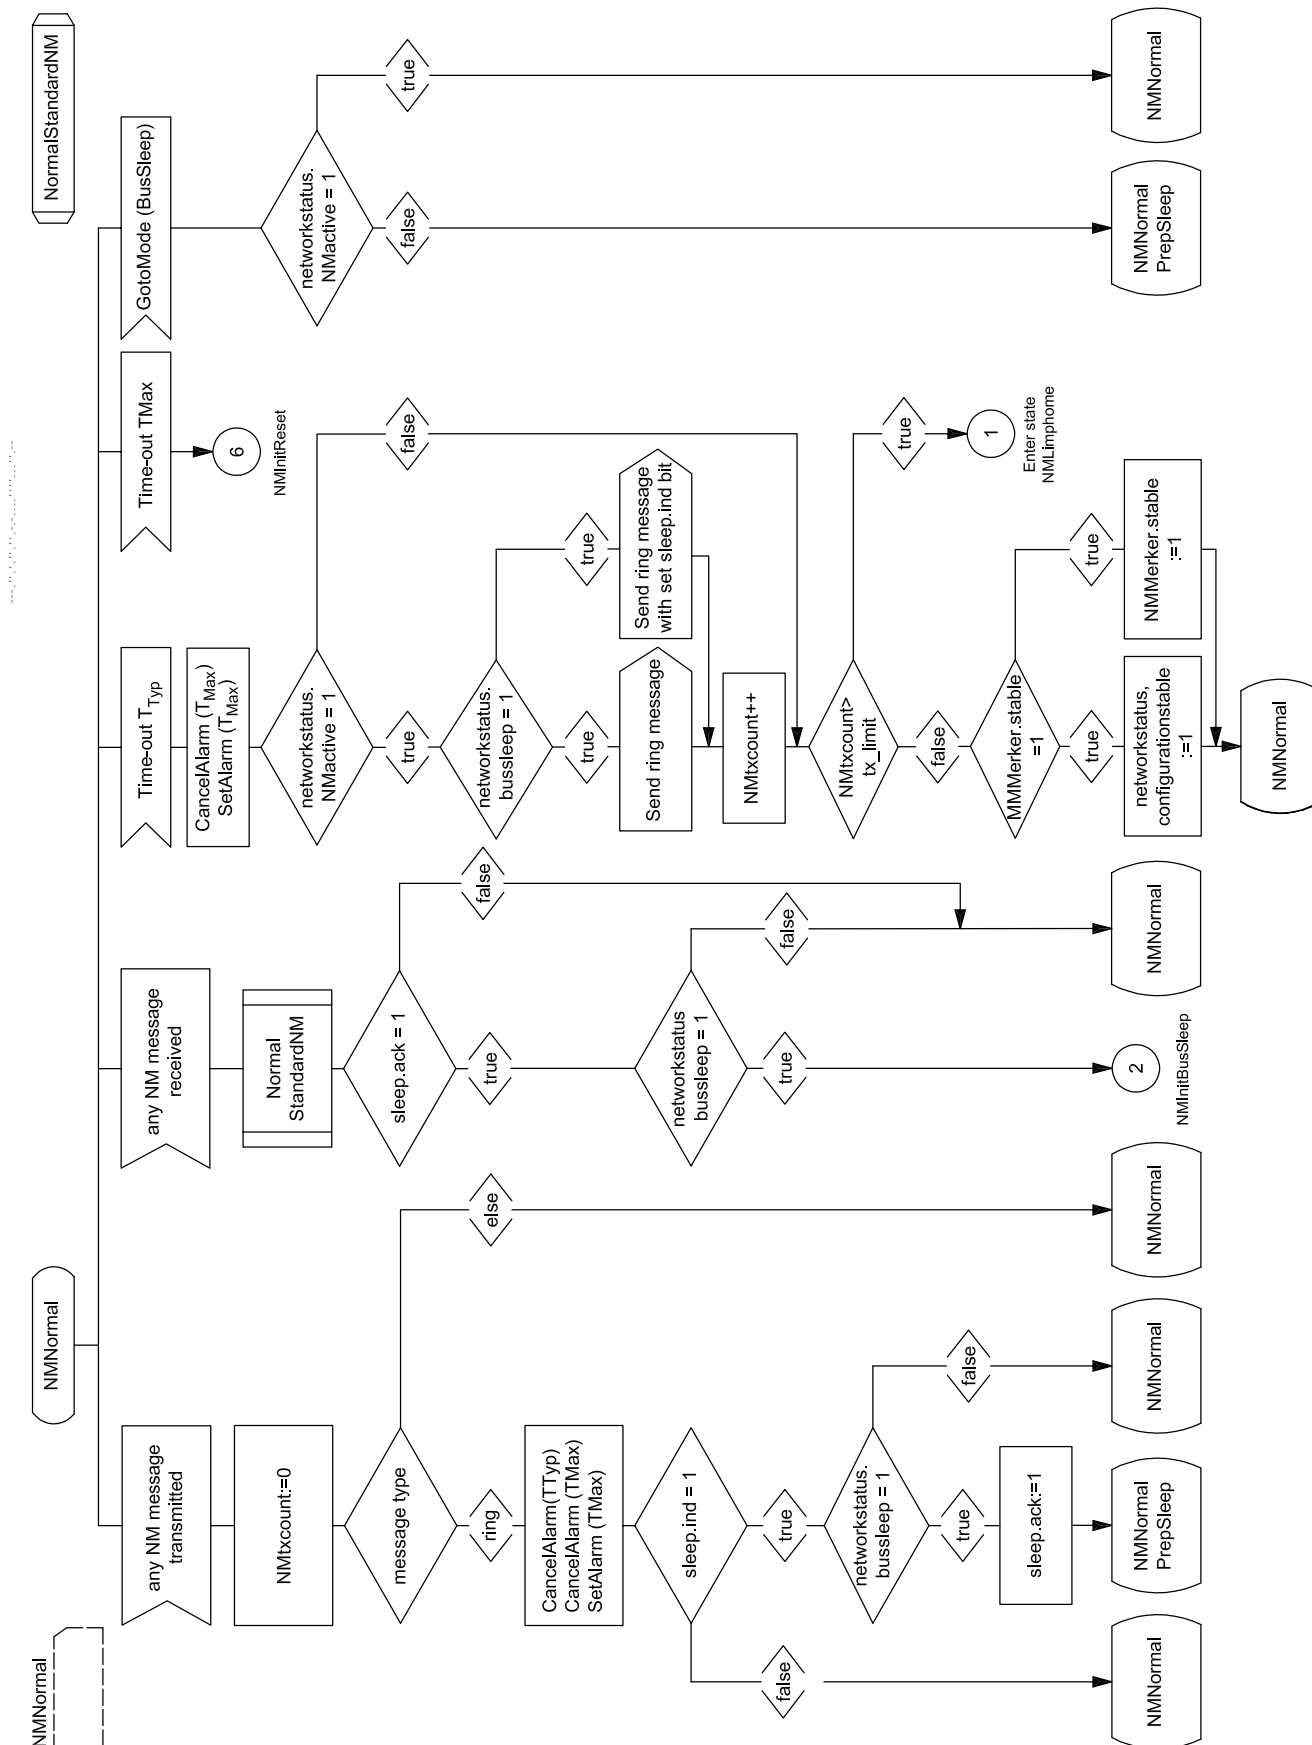 NMNormal
NMNormal
NormalStandardNM
any NM message
transmitted
NMtxcount:=0
message type
ring
else
CancelAlarm(TTyp)
CancelAlarm (TMax)
SetAlarm (TMax)
sleep.ind = 1
false
true
networkstatus.
bussleep = 1
true
false
sleep.ack:=1
NMNormal
NMNormal
PrepSleep
NMNormal
NMNormal
any NM message
received
Normal
StandardNM
sleep.ack = 1
true
false
networkstatus
bussleep = 1
true
false
2
NMInitBusSleep
NMNormal
Time-out TTyp
CancelAlarm (TMax)
SetAlarm (TMax)
networkstatus.
NMactive = 1
true
false
networkstatus.
bussleep = 1
true
true
Send ring message
Send ring message
with set sleep.ind bit
NMtxcount++
NMtxcount>
tx_limit
false
true
1
Enter state
NMLimphome
MMMerker.stable
=1
true
true
networkstatus,
configurationstable
:=1
NMMerker.stable
:=1
NMNormal
Time-out TMax
6
NMInitReset
GotoMode (BusSleep)
networkstatus.
NMactive = 1
false
true
NMNormal
PrepSleep
NMNormal